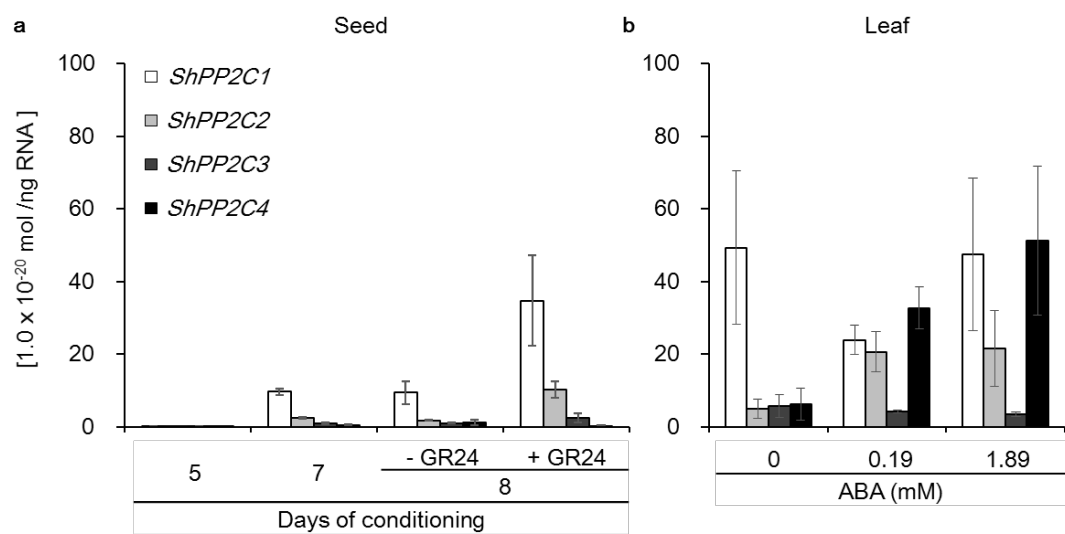 a
Seed
[1.0 x 10-20 mol /ng RNA ]
100
80
60
40
20
0
ShPP2C1
ShPP2C2
ShPP2C3
ShPP2C4
5
7
- GR24
+ GR24
8
Days of conditioning
b
Leaf
100
80
60
40
20
0
0
0.19
1.89
ABA (mM)